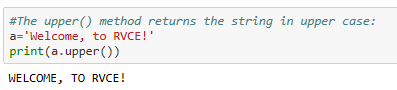 #The upper() method returns the string in upper case:
a='Welcome, to RVCE!'
print(a.upper())
WELCOME, TO RVCE!